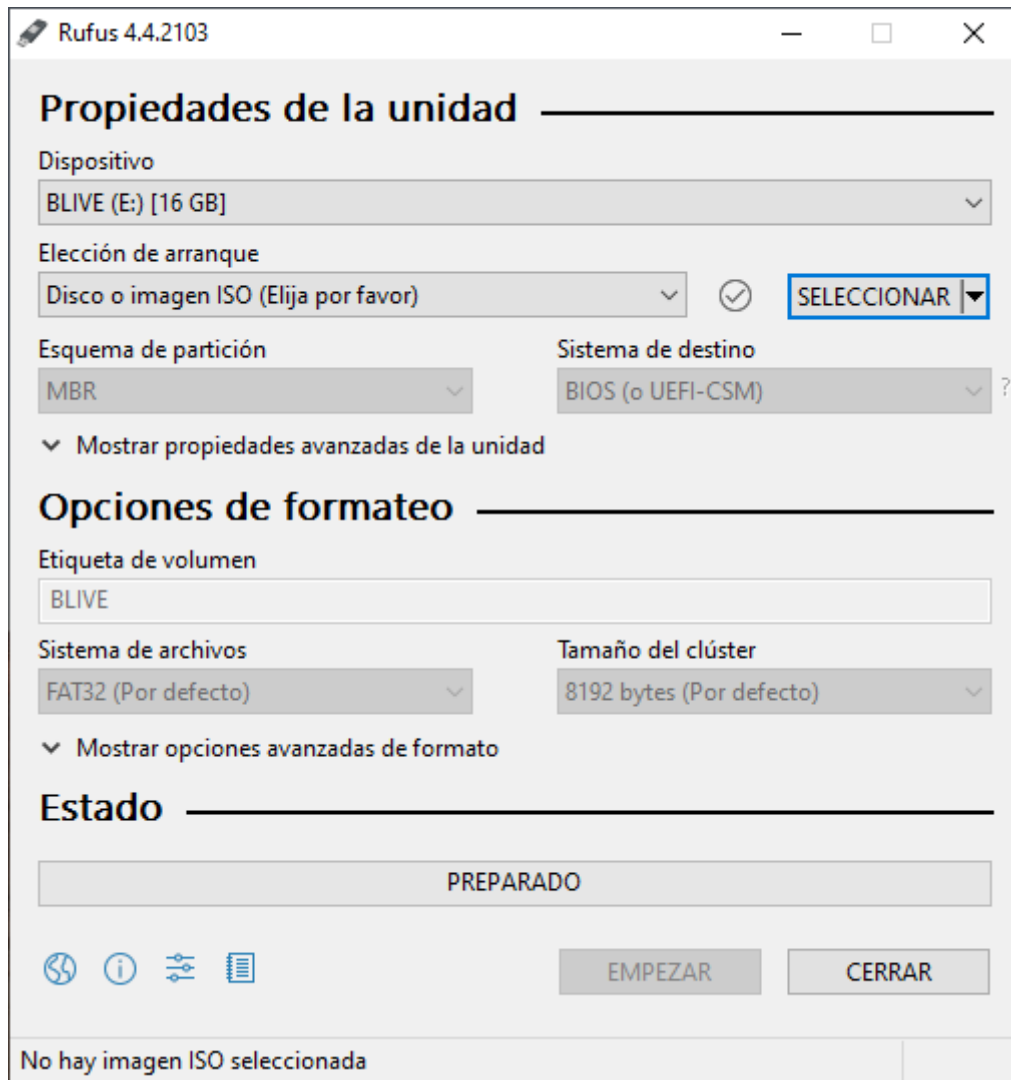 Rufus 4.4.2103
Propiedades de la unidad
Dispositivo
BLIVE (E:) [16 GB]
Elección de arranque
Disco o imagen ISO (Elija por favor)
SELECCIONAR
Esquema de partición
Sistema de destino
MBR
BIOS (o UEFI-CSM)
?
Mostrar propiedades avanzadas de la unidad
Opciones de formateo
Etiqueta de volumen
BLIVE
Sistema de archivos
Tamaño del clúster
FAT32 (Por defecto)
8192 bytes (Por defecto)
Mostrar opciones avanzadas de formato
Estado
PREPARADO
EMPEZAR
CERRAR
No hay imagen ISO seleccionada